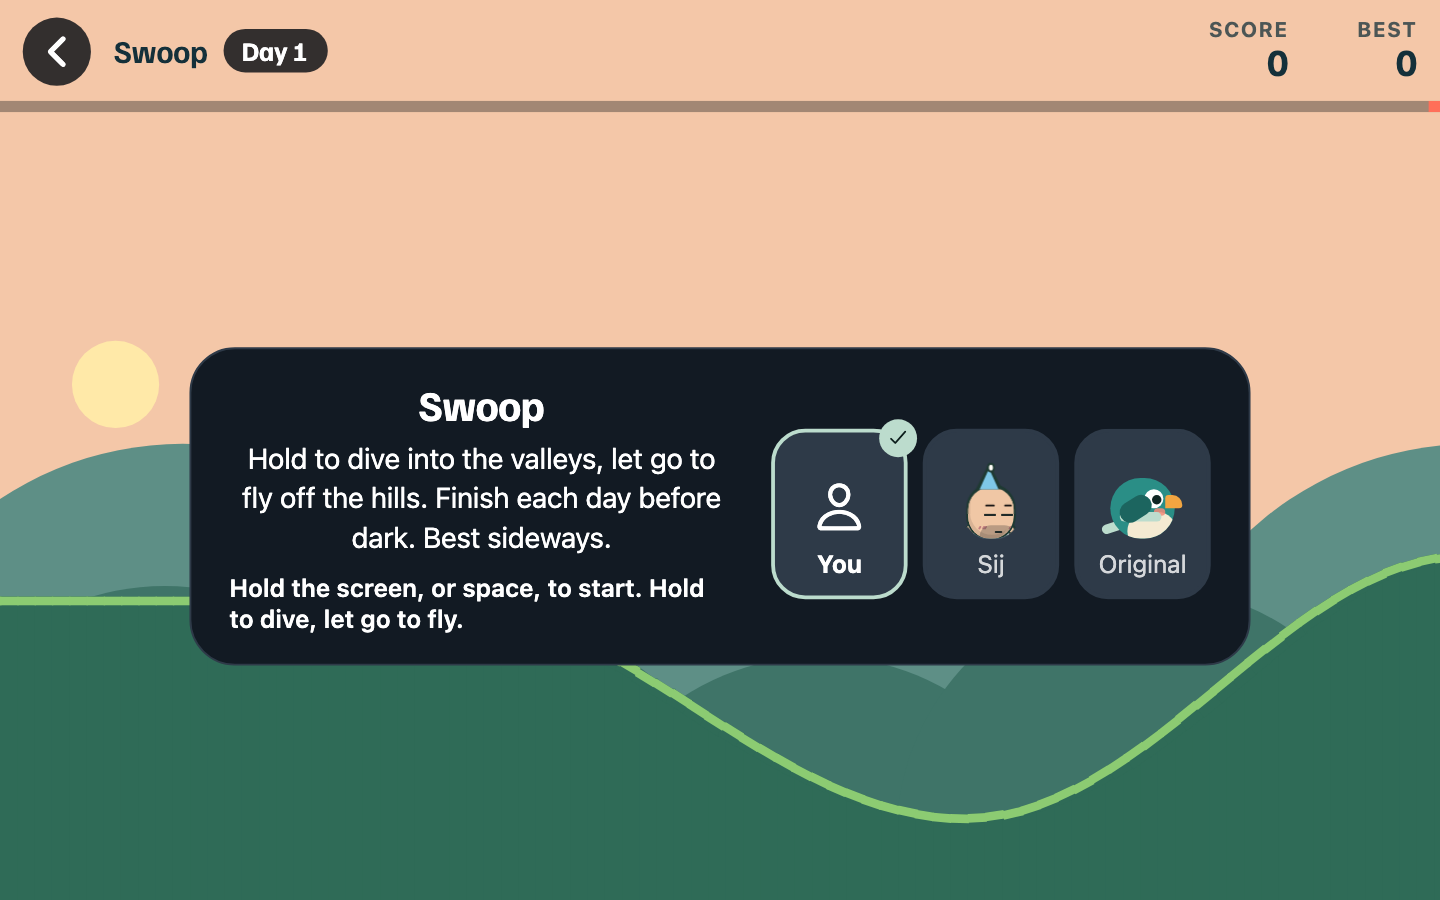 Swoop
Day 1
SCORE
0
BEST
0
Swoop
Hold to dive into the valleys, let go to
fly off the hills. Finish each day before
dark. Best sideways.
Hold the screen, or space, to start. Hold
to dive, let go to fly.
You
Sij
Original